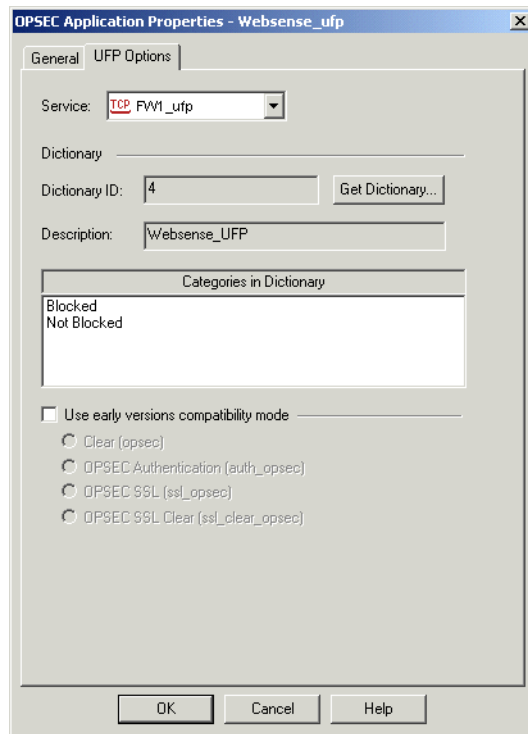 OPSEC Application Properties - Websense_ufp
General UFP Options
Service: TCP FW1_ufp
Dictionary
Dictionary ID: 4 Get Dictionary...
Description: Websense_UFP
Categories in Dictionary
Blocked
Not Blocked
Use early versions compatibility mode
Clear (opsec)
OPSEC Authentication (auth_opsec)
OPSEC SSL (ssl_opsec)
OPSEC SSL Clear (ssl_clear_opsec)
OK Cancel Help